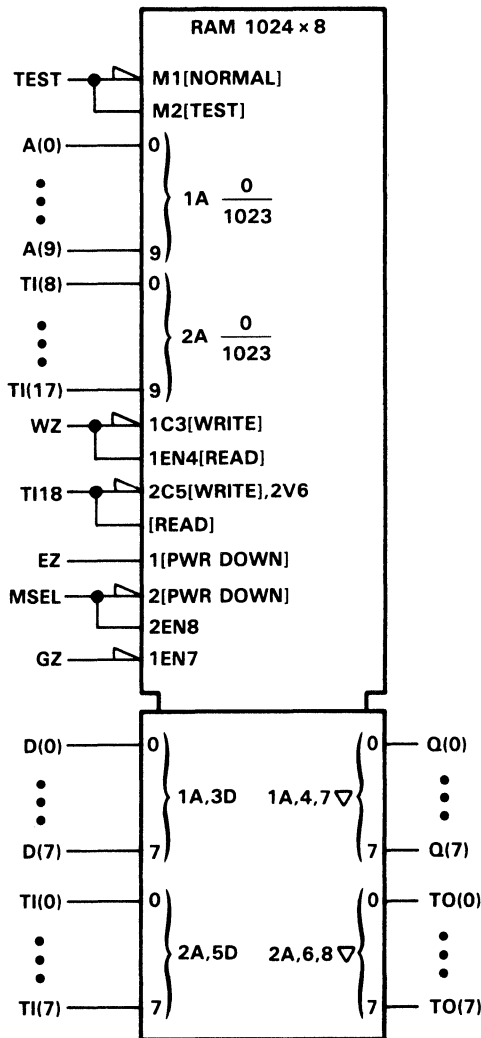 RAM 1024 × 8
TEST M1[NORMAL]
M2[TEST]
A(0) 0
1A 0/1023
A(9) 9
TI(8) 0
2A 0/1023
TI(17) 9
WZ 1C3[WRITE]
1EN4[READ]
TI18 2C5[WRITE],2V6
[READ]
EZ 1[PWR DOWN]
MSEL 2[PWR DOWN]
2EN8
GZ 1EN7
D(0) 0 0 Q(0)
1A,3D 1A,4,7 ▽
D(7) 7 7 Q(7)
TI(0) 0 0 TO(0)
2A,5D 2A,6,8 ▽
TI(7) 7 7 TO(7)